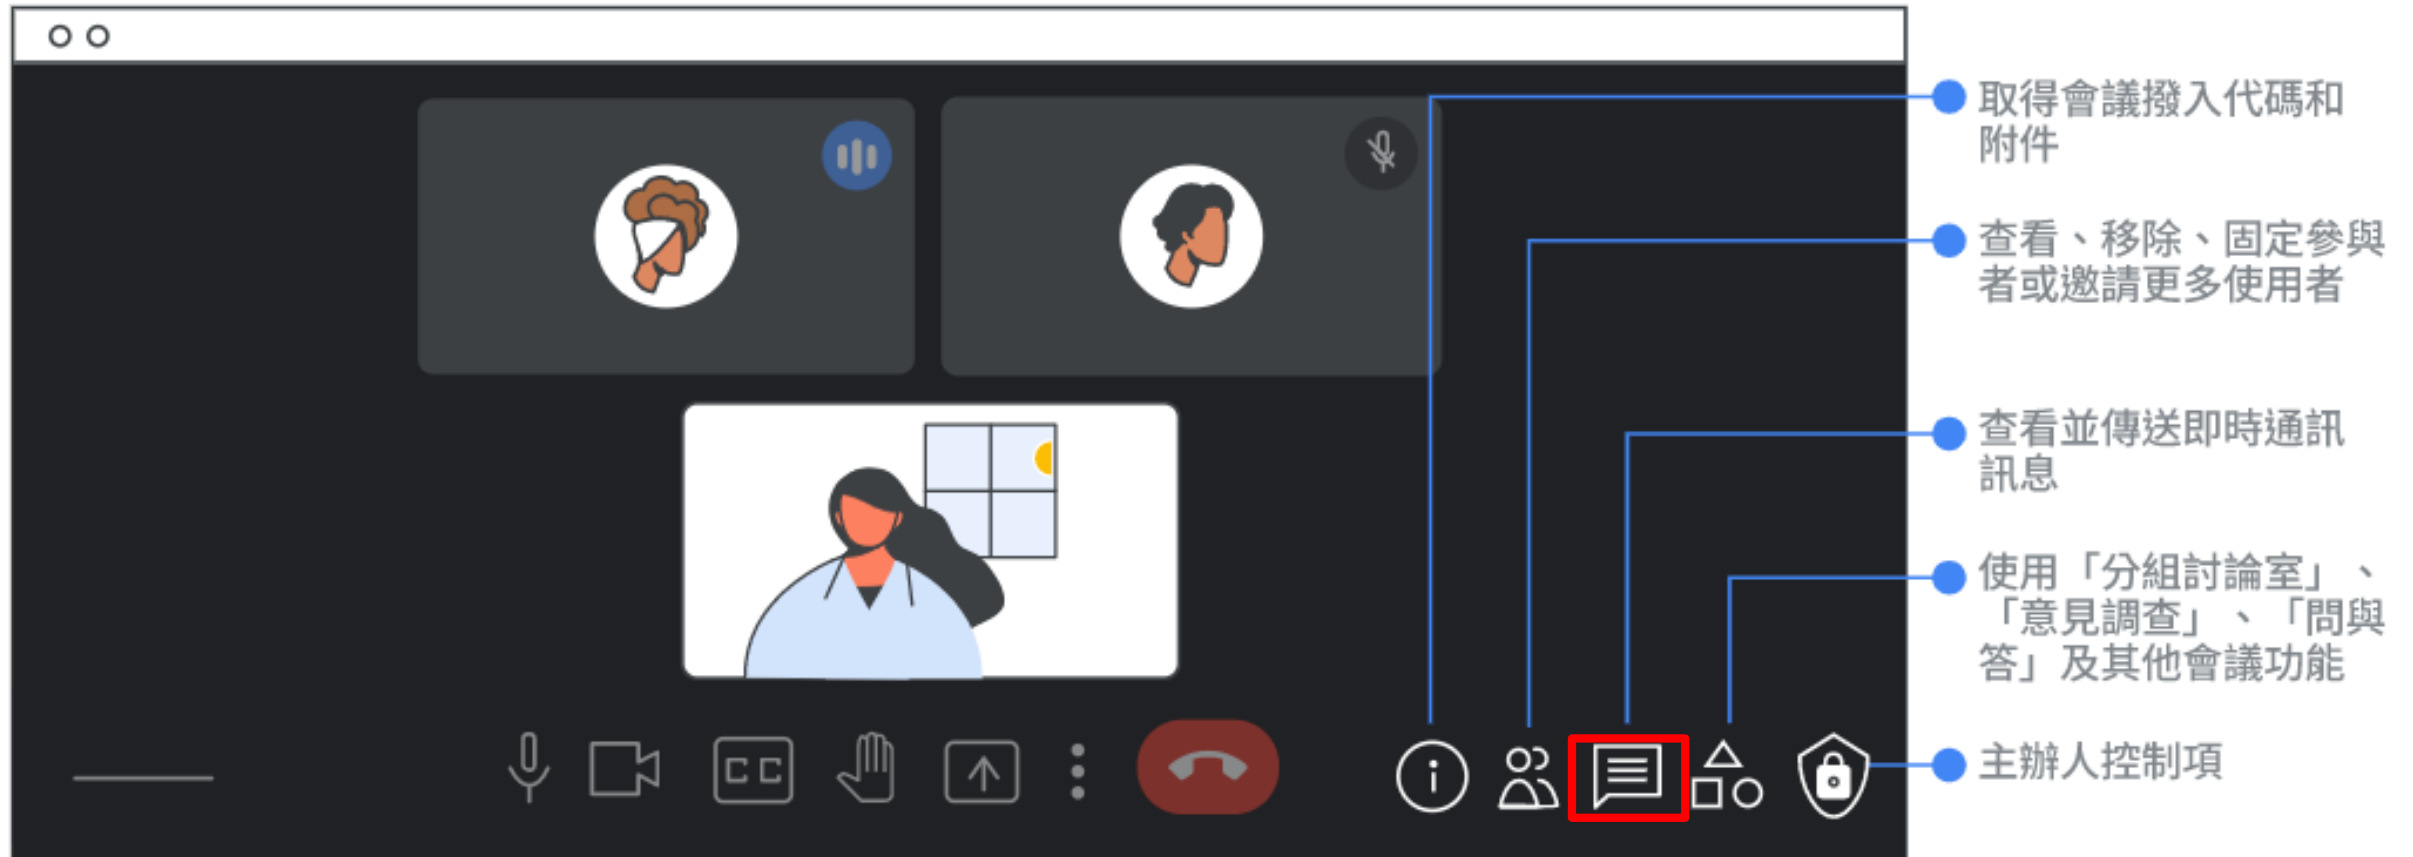 取得會議撥入代碼和
附件
查看、移除、固定參與
者或邀請更多使用者
查看並傳送即時通訊
訊息
使用「分組討論室」、
「意見調查」、「問與
答」及其他會議功能
CC
主辦人控制項